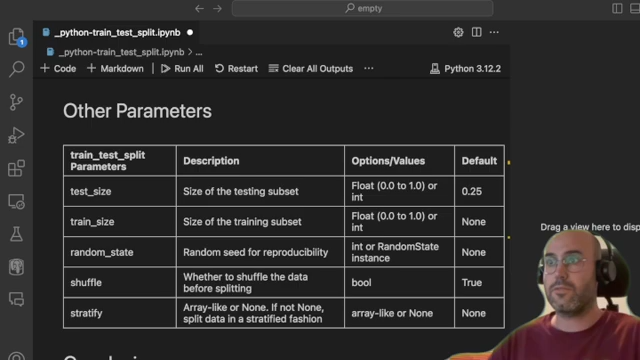 empty
_python-train_test_split.ipynb
_python-train_test_split.ipynb > ...
+ Code + Markdown Run All Restart Clear All Outputs ... Python 3.12.2
1
Other Parameters
train_test_split Parameters
Description
Options/Values
Default
test_size
Size of the testing subset
Float (0.0 to 1.0) or
int
0.25
train_size
Size of the training subset
Float (0.0 to 1.0) or
int
None
random_state
Random seed for reproducibility
int or RandomState
instance
None
shuffle
Whether to shuffle the data
before splitting
bool
True
stratify
Array-like or None. If not None,
split data in a stratified fashion
array-like or None
None
Drag a view here to disp